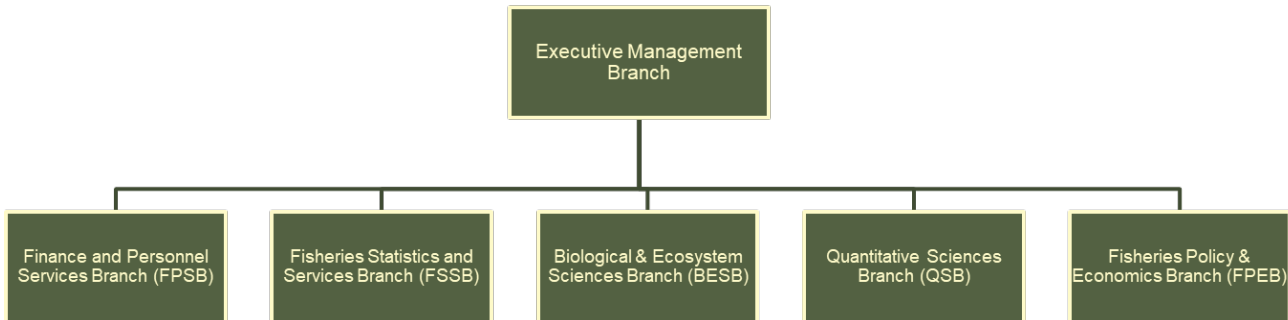 Executive Management
Branch
Finance and Personnel
Services Branch (FPSB)
Fisheries Statistics and
Services Branch (FSSB)
Biological & Ecosystem
Sciences Branch (BESB)
Quantitative Sciences
Branch (QSB)
Fisheries Policy &
Economics Branch (FPEB)